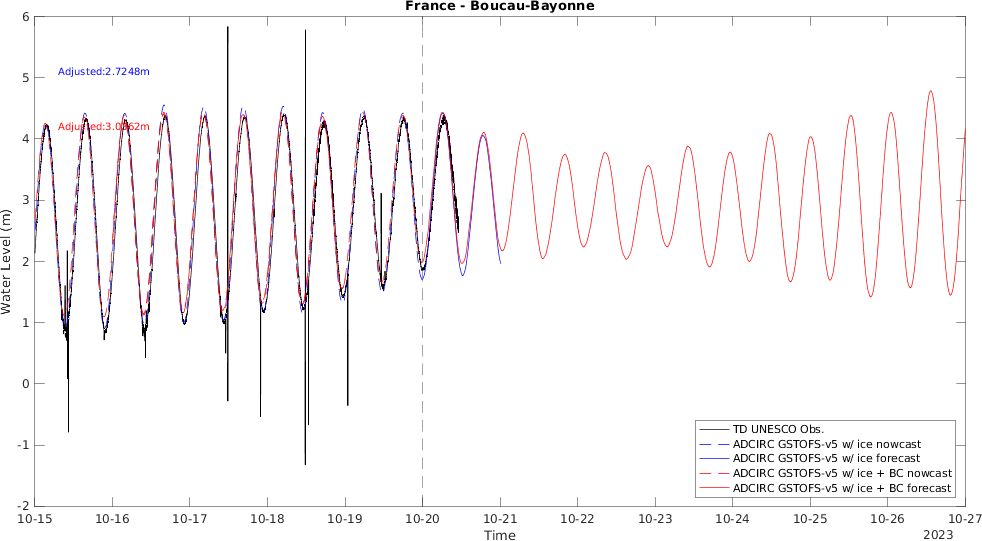 France - Boucau-Bayonne
6
5
4
3
2
1
0
-1
-2
Water Level (m)
Adjusted:2.7248m
TD UNESCO Obs.
ADCIRC GSTOFS-v5 w/ ice nowcast
ADCIRC GSTOFS-v5 w/ ice forecast
ADCIRC GSTOFS-v5 w/ ice + BC nowcast
ADCIRC GSTOFS-v5 w/ ice + BC forecast
10-15
10-16
10-17
10-18
10-19
10-20
10-21
10-22
10-23
10-24
10-25
10-26
10-27
Time
2023